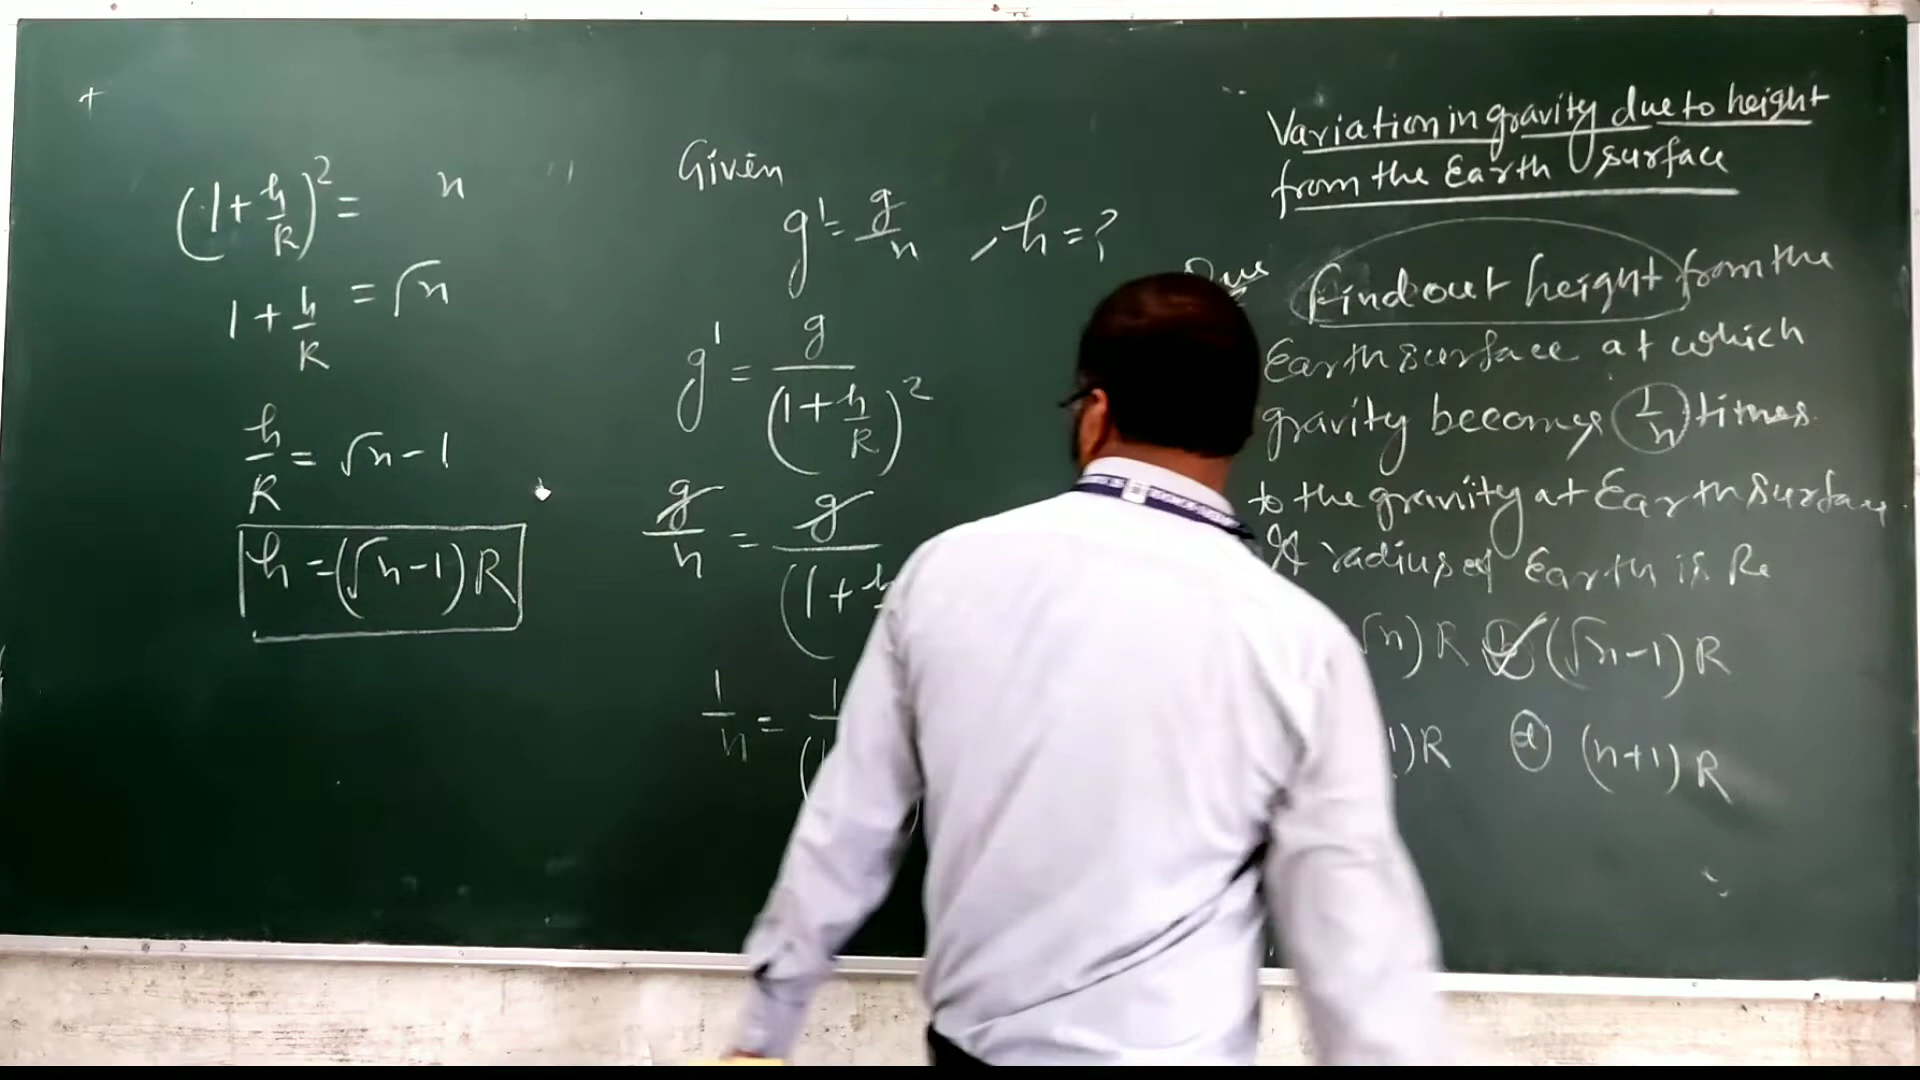 Variation in gravity due to height
from the Earth surface
Que Find out height from the
Earth surface at which
gravity becomes 1/n times
to the gravity at Earth surface.
If radius of Earth is Re
√n) R (√n-1) R
1)R d (n+1) R
Given
g' = g/n , h = ?
g' = g/(1+h/R)²
g/n = g/(1+h
1/n = 1/(
(1+h/R)² = n
1+h/R = √n
h/R = √n-1
h = (√n-1) R